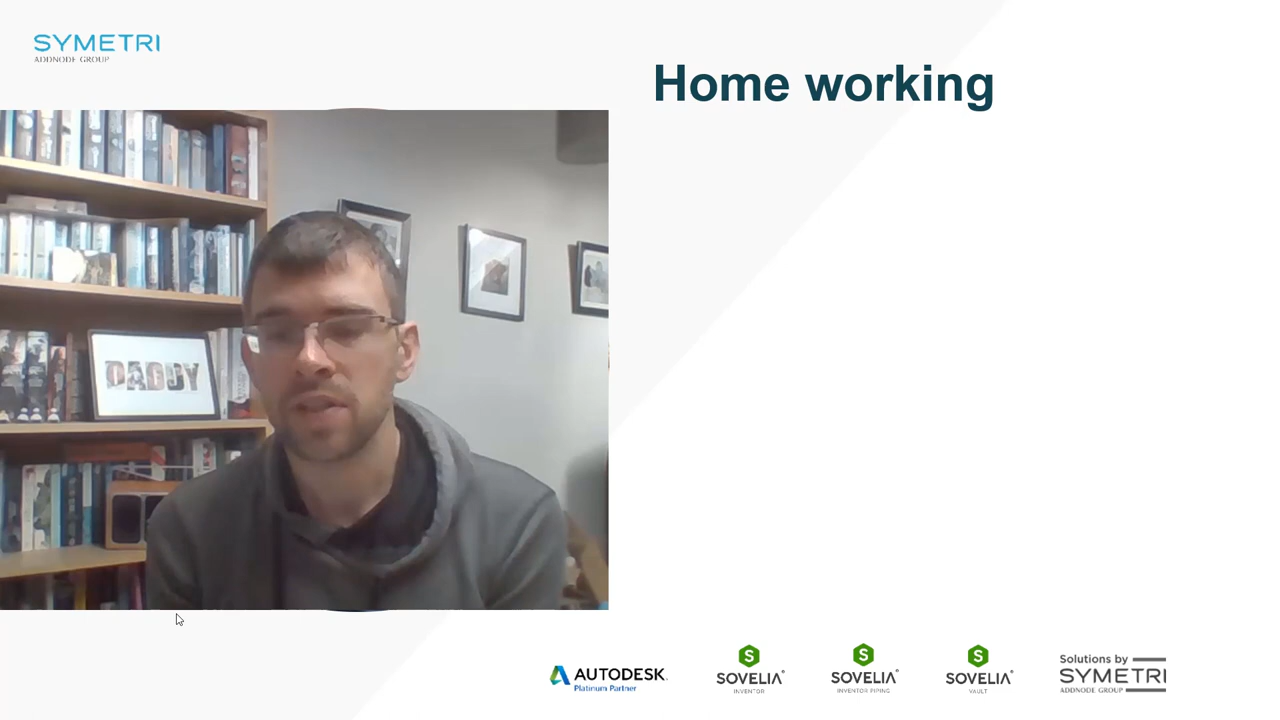 SYMETRI
ADDNODE GROUP
Home working
DADDY
AUTODESK
Platinum Partner
SOVELIA®
INVENTOR
SOVELIA®
INVENTOR PIPING
SOVELIA®
VAULT
Solutions by
SYMETRI
ADDNODE GROUP